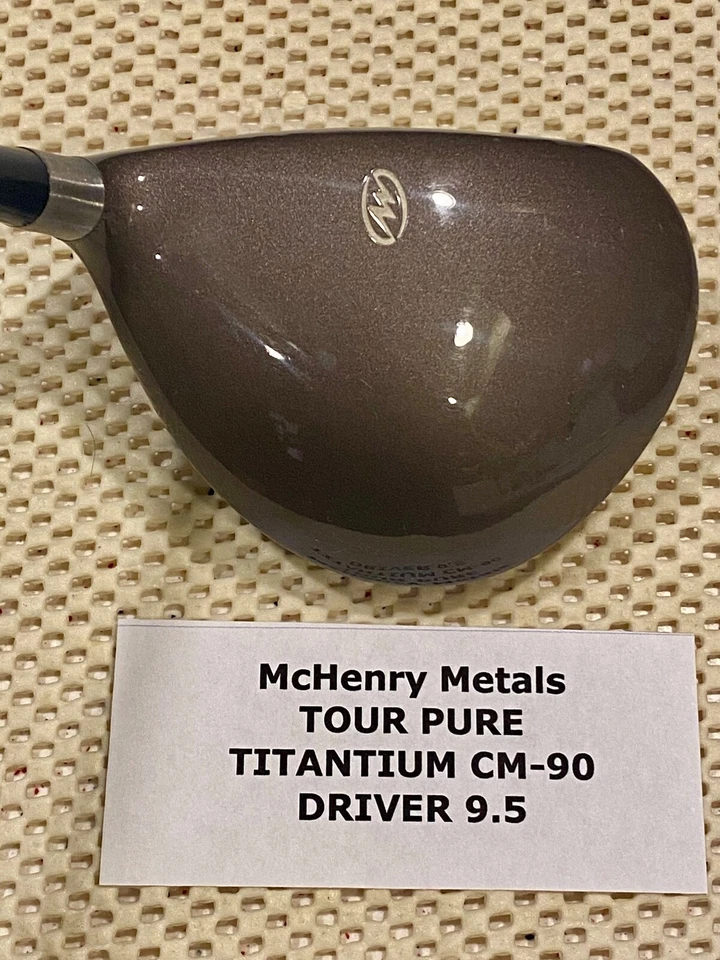 McHenry Metals
TOUR PURE
TITANTIUM CM-90
DRIVER 9.5